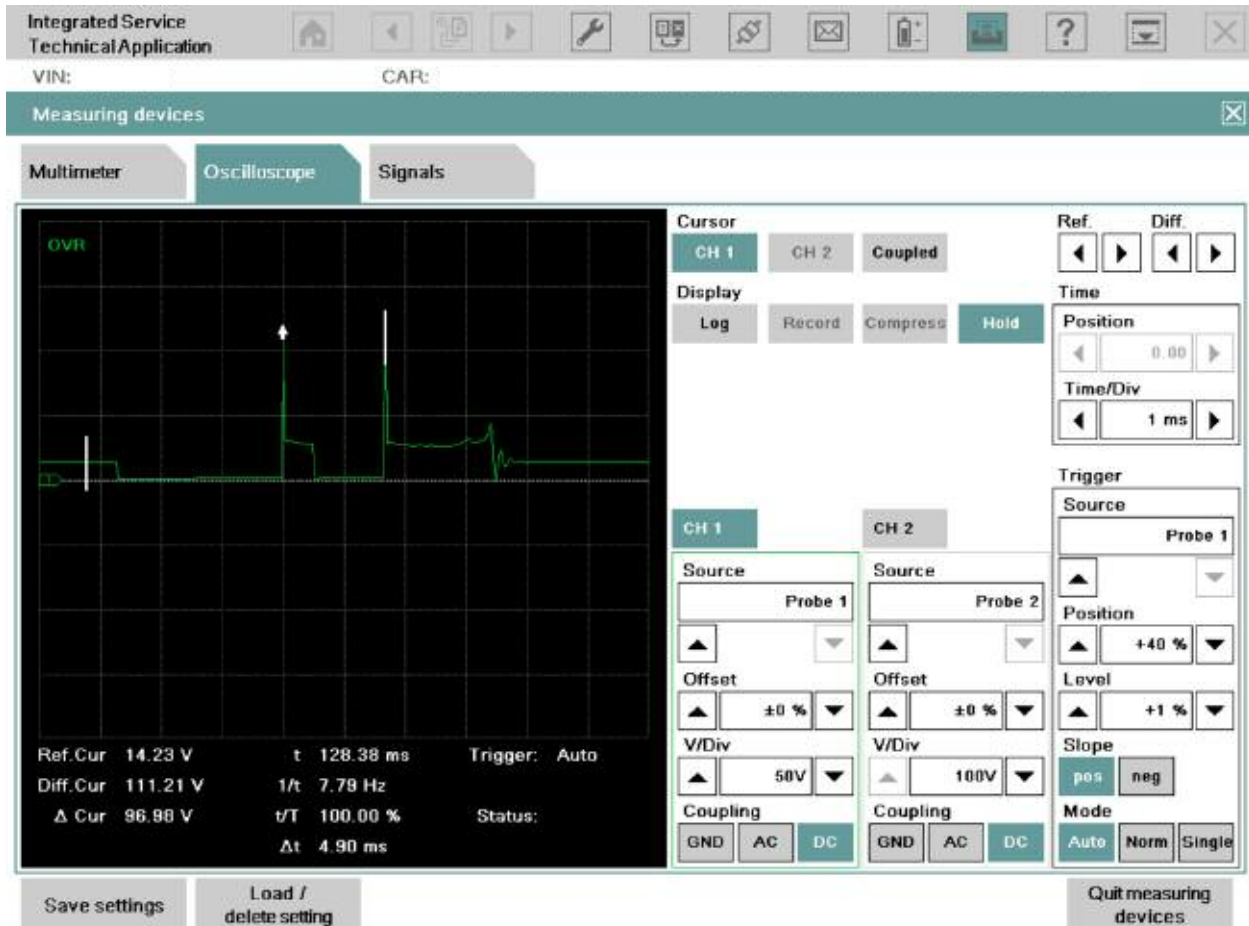 Integrated Service
Technical Application
VIN:
CAR:
Measuring devices
Multimeter
Oscilloscope
Signals
OVR
1
Ref.Cur 14.23 V t 128.38 ms Trigger: Auto
Diff.Cur 111.21 V 1/t 7.79 Hz
Δ Cur 96.98 V t/T 100.00 % Status:
Δt 4.90 ms
Cursor
CH 1 CH 2 Coupled
Display
Log Record Compress Hold
Ref. Diff.
Time
Position
0.00
Time/Div
1 ms
CH 1
Source
Probe 1
Offset
±0 %
V/Div
50V
Coupling
GND AC DC
CH 2
Source
Probe 2
Offset
±0 %
V/Div
100V
Coupling
GND AC DC
Trigger
Source
Probe 1
Position
+40 %
Level
+1 %
Slope
pos neg
Mode
Auto Norm Single
Save settings
Load /
delete setting
Quit measuring
devices